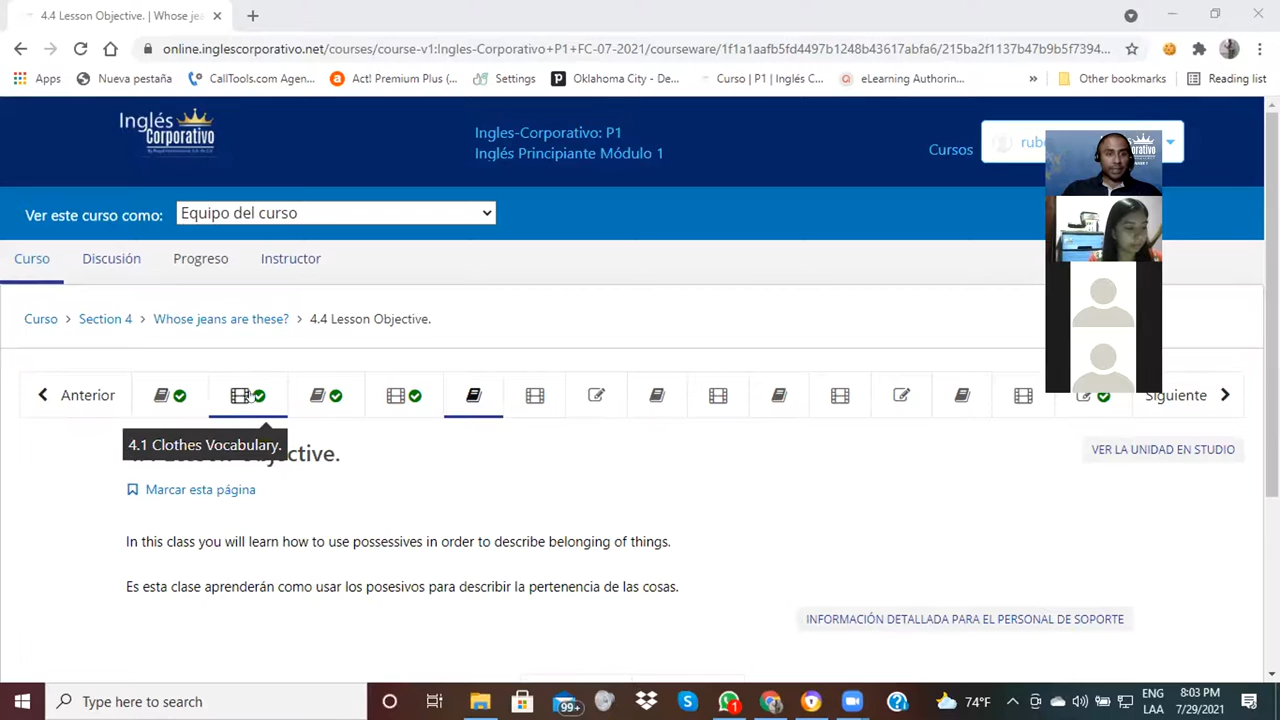 4.4 Lesson Objective. | Whose je
online.inglescorporativo.net/courses/course-v1:Ingles-Corporativo+P1+FC-07-2021/courseware/1f1a1aafb5fd4497b1248b43617abfa6/215ba2f1137b47b9b5f7394...
Apps
Nueva pestaña
CallTools.com Agen...
Act! Premium Plus (...
Settings
Oklahoma City - De...
Curso | P1 | Inglés C...
eLearning Authorin...
»
Other bookmarks
Reading list
Inglés
Corporativo
Ingles-Corporativo: P1
Inglés Principiante Módulo 1
Cursos
rub
Ver este curso como:
Equipo del curso
Curso
Discusión
Progreso
Instructor
Curso > Section 4 > Whose jeans are these? > 4.4 Lesson Objective.
Anterior
Siguiente
4.1 Clothes Vocabulary.
ective.
VER LA UNIDAD EN STUDIO
Marcar esta página
In this class you will learn how to use possessives in order to describe belonging of things.
Es esta clase aprenderán como usar los posesivos para describir la pertenencia de las cosas.
INFORMACIÓN DETALLADA PARA EL PERSONAL DE SOPORTE
Type here to search
99+
1
74°F
ENG
LAA
8:03 PM
7/29/2021